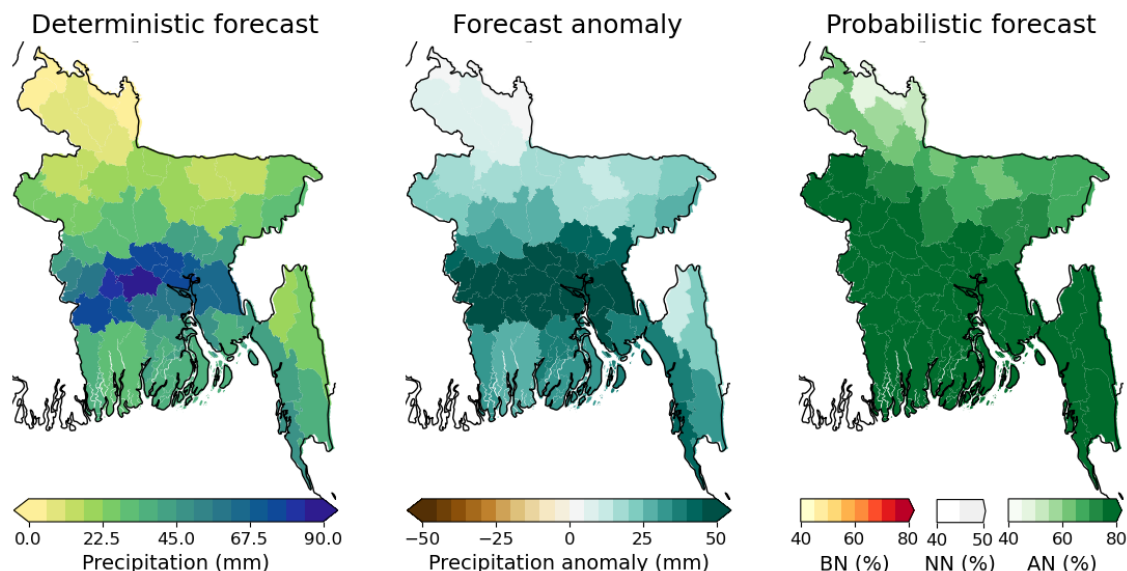 Deterministic forecast
Forecast anomaly
Probabilistic forecast
0.0 22.5 45.0 67.5 90.0
Precipitation (mm)
−50 −25 0 25 50
Precipitation anomaly (mm)
40 60 80
BN (%)
40 50
NN (%)
40 60 80
AN (%)